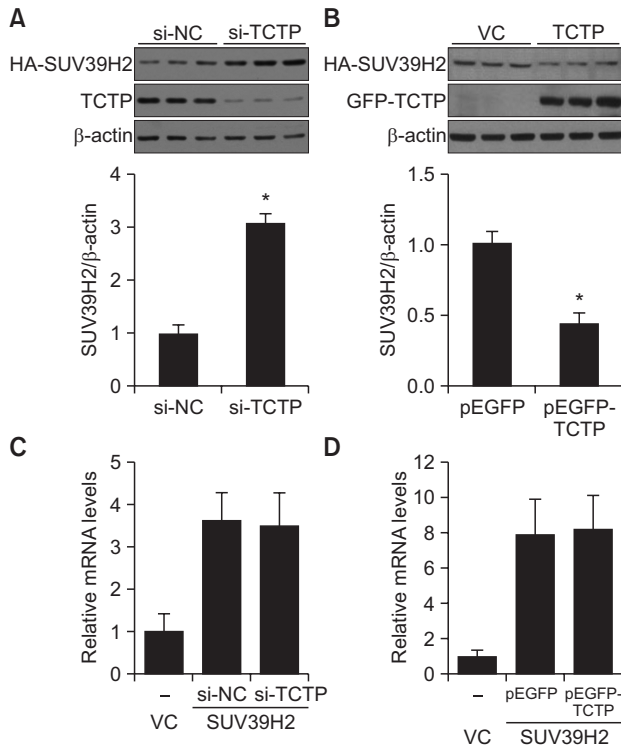 A
si-NC si-TCTP
HA-SUV39H2
TCTP
β-actin
SUV39H2/β-actin
4
3
2
1
0
*
si-NC si-TCTP
B
VC TCTP
HA-SUV39H2
GFP-TCTP
β-actin
SUV39H2/β-actin
1.5
1.0
0.5
0.0
*
pEGFP pEGFP-
TCTP
C
Relative mRNA levels
5
4
3
2
1
0
– si-NC si-TCTP
VC SUV39H2
D
Relative mRNA levels
12
10
8
6
4
2
0
– pEGFP pEGFP-
TCTP
VC SUV39H2